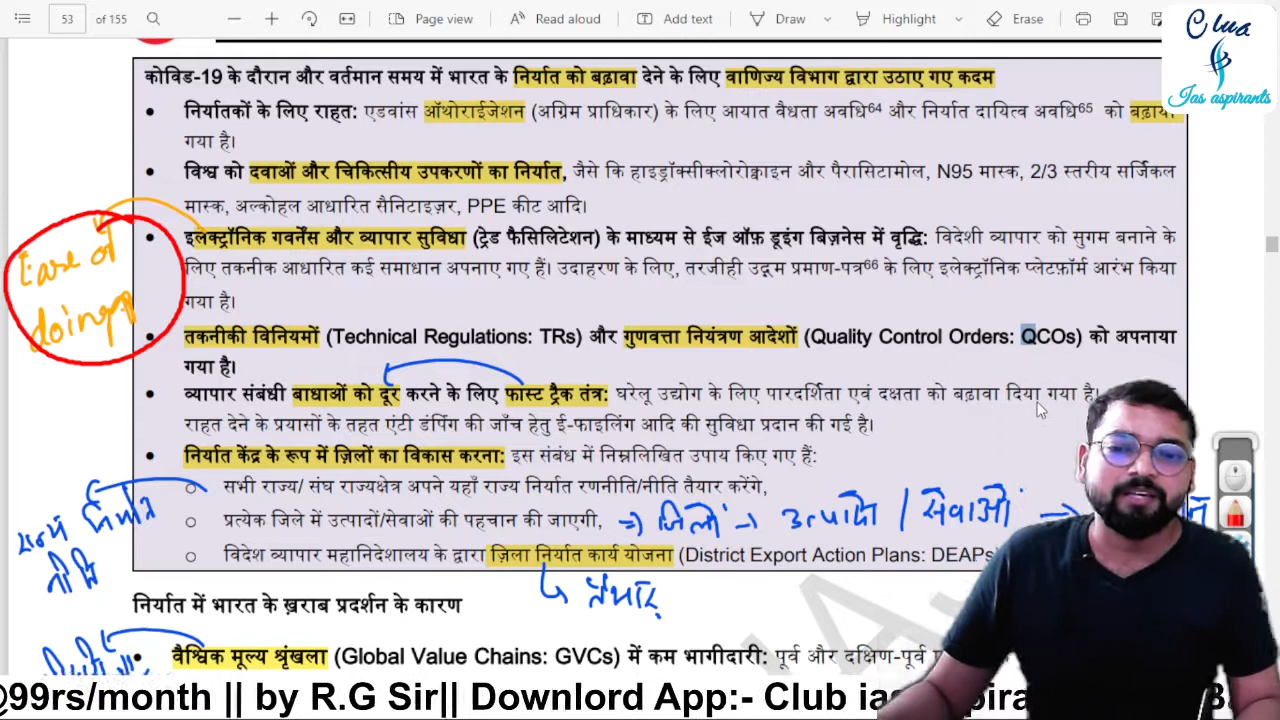 53 of 155
Page view
Read aloud
Add text
Draw
Highlight
Erase
Clua
Ias aspirants
कोविड-19 के दौरान और वर्तमान समय में भारत के निर्यात को बढ़ावा देने के लिए वाणिज्य विभाग द्वारा उठाए गए कदम
• निर्यातकों के लिए राहत: एडवांस ऑथोराईजेशन (अग्रिम प्राधिकार) के लिए आयात वैधता अवधि64 और निर्यात दायित्व अवधि65 को बढ़ाया
गया है।
• विश्व को दवाओं और चिकित्सीय उपकरणों का निर्यात, जैसे कि हाइड्रॉक्सीक्लोरोक्वाइन और पैरासिटामोल, N95 मास्क, 2/3 स्तरीय सर्जिकल
मास्क, अल्कोहल आधारित सैनिटाइज़र, PPE कीट आदि।
• इलक्ट्रॉनिक गवर्नेंस और व्यापार सुविधा (ट्रेड फैसिलिटेशन) के माध्यम से ईज ऑफ़ डूइंग बिज़नेस में वृद्धि: विदेशी व्यापार को सुगम बनाने के
लिए तकनीक आधारित कई समाधान अपनाए गए हैं। उदाहरण के लिए, तरजीही उद्गम प्रमाण-पत्र66 के लिए इलेक्ट्रॉनिक प्लेटफ़ॉर्म आरंभ किया
गया है।
Ease of
doing
• तकनीकी विनियमों (Technical Regulations: TRs) और गुणवत्ता नियंत्रण आदेशों (Quality Control Orders: QCOs) को अपनाया
गया है।
• व्यापार संबंधी बाधाओं को दूर करने के लिए फास्ट ट्रैक तंत्र: घरेलू उद्योग के लिए पारदर्शिता एवं दक्षता को बढ़ावा दिया गया है।
राहत देने के प्रयासों के तहत एंटी डंपिंग की जाँच हेतु ई-फाइलिंग आदि की सुविधा प्रदान की गई है।
• निर्यात केंद्र के रूप में ज़िलों का विकास करना: इस संबंध में निम्नलिखित उपाय किए गए हैं:
o सभी राज्य/ संघ राज्यक्षेत्र अपने यहाँ राज्य निर्यात रणनीति/नीति तैयार करेंगे,
o प्रत्येक जिले में उत्पादों/सेवाओं की पहचान की जाएगी, → जिलों → उत्पादों / सेवाओं →
o विदेश व्यापार महानिदेशालय के द्वारा ज़िला निर्यात कार्य योजना (District Export Action Plans: DEAPs)
राज्य निर्यात
नीति
तैयार
निर्यात में भारत के ख़राब प्रदर्शन के कारण
• वैश्विक मूल्य श्रृंखला (Global Value Chains: GVCs) में कम भागीदारी: पूर्व और दक्षिण-पूर्व
@99rs/month || by R.G Sir|| Downlord App:- Club ias